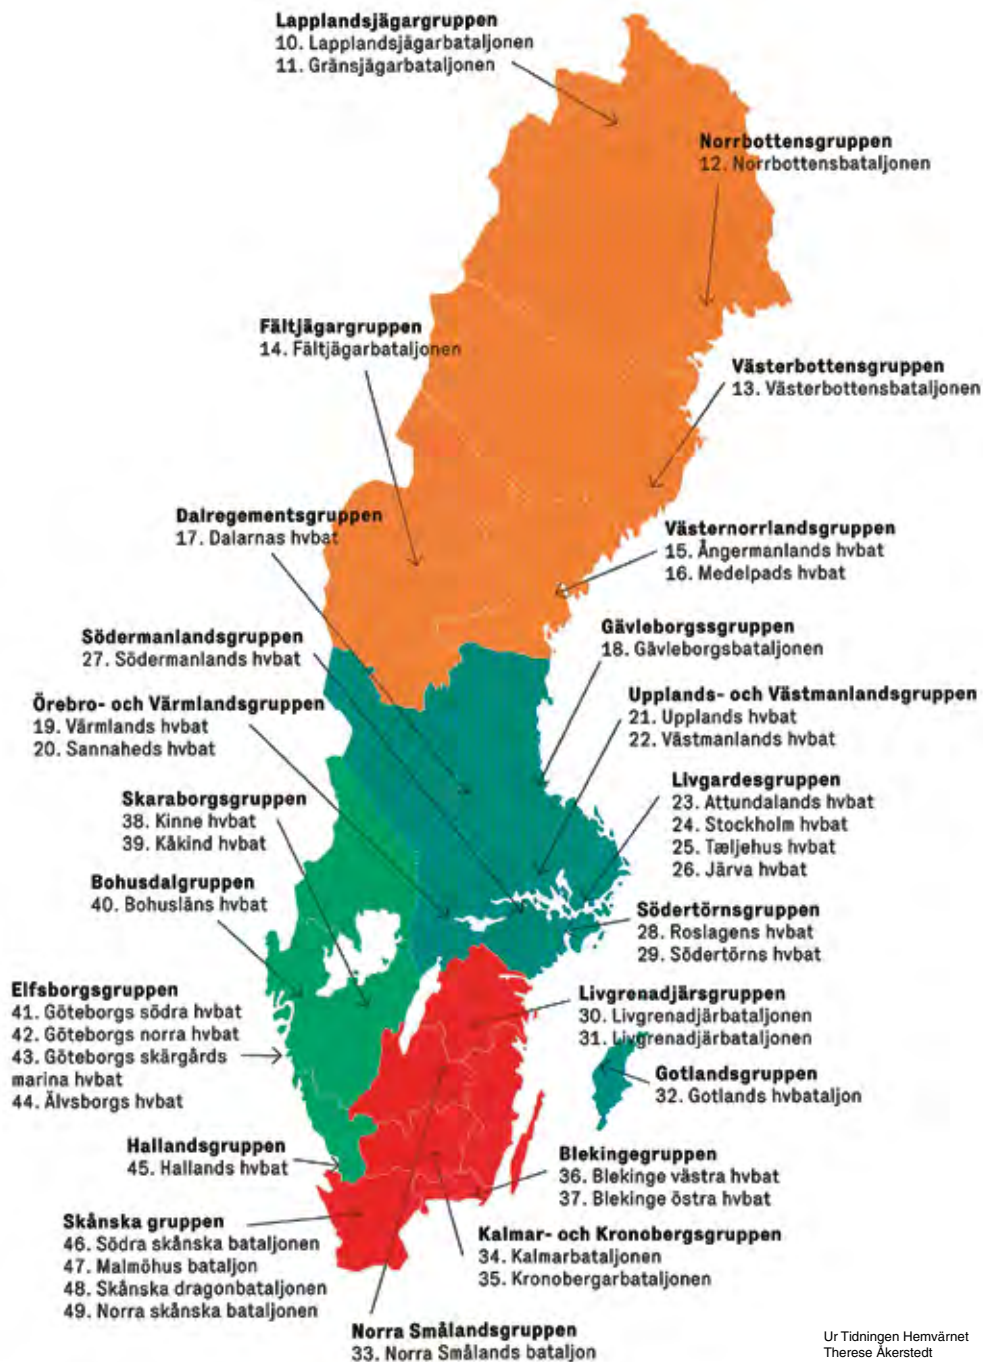 Lapplandsjägargruppen
10. Lapplandsjägarbataljonen
11. Gränsjägarbataljonen
Norrbottensgruppen
12. Norrbottensbataljonen
Fältjägargruppen
14. Fältjägarbataljonen
Västerbottensgruppen
13. Västerbottensbataljonen
Dalregementsgruppen
17. Dalarnas hvbat
Västernorrlandsgruppen
15. Ångermanlands hvbat
16. Medelpads hvbat
Södermanlandsgruppen
27. Södermanlands hvbat
Gävleborgssgruppen
18. Gävleborgsbataljonen
Örebro- och Värmlandsgruppen
19. Värmlands hvbat
20. Sannaheds hvbat
Upplands- och Västmanlandsgruppen
21. Upplands hvbat
22. Västmanlands hvbat
Skaraborgsgruppen
38. Kinne hvbat
39. Kåkind hvbat
Livgardesgruppen
23. Attundalands hvbat
24. Stockholm hvbat
25. Tæljehus hvbat
26. Järva hvbat
Bohusdalgruppen
40. Bohusläns hvbat
Södertörnsgruppen
28. Roslagens hvbat
29. Södertörns hvbat
Elfsborgsgruppen
41. Göteborgs södra hvbat
42. Göteborgs norra hvbat
43. Göteborgs skärgårds
marina hvbat
44. Älvsborgs hvbat
Livgrenadjärsgruppen
30. Livgrenadjärbataljonen
31. Livgrenadjärbataljonen
Gotlandsgruppen
32. Gotlands hvbataljon
Hallandsgruppen
45. Hallands hvbat
Blekingegruppen
36. Blekinge västra hvbat
37. Blekinge östra hvbat
Skånska gruppen
46. Södra skånska bataljonen
47. Malmöhus bataljon
48. Skånska dragonbataljonen
49. Norra skånska bataljonen
Kalmar- och Kronobergsgruppen
34. Kalmarbataljonen
35. Kronobergarbataljonen
Norra Smålandsgruppen
33. Norra Smålands bataljon
Ur Tidningen Hemvärnet
Therese Åkerstedt